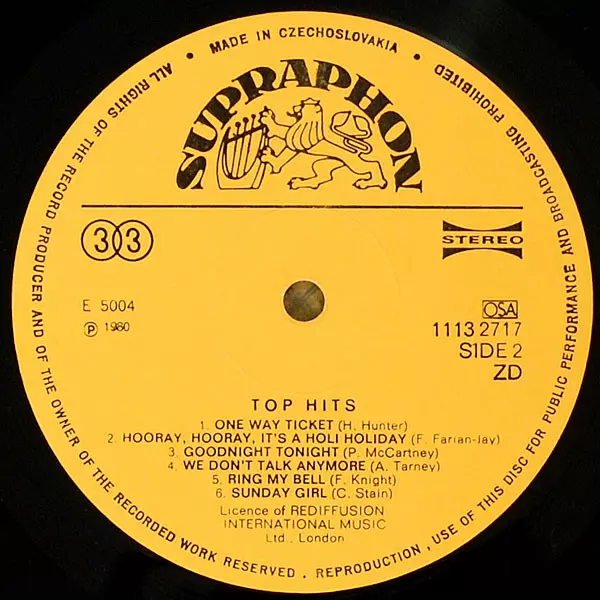 MADE IN CZECHOSLOVAKIA
ALL RIGHTS OF THE RECORD PRODUCER AND OF THE OWNER OF THE RECORDED WORK RESERVED . REPRODUCTION , USE OF THIS DISC FOR PUBLIC PERFORMANCE AND BROADCASTING PROHIBITED
SUPRAPHON
33
STEREO
E 5004
Ⓟ 1980
OSA
1113 2717
SIDE 2
ZD
TOP HITS
1. ONE WAY TICKET (H. Hunter)
2. HOORAY, HOORAY, IT'S A HOLI HOLIDAY (F. Farian-Jay)
3. GOODNIGHT TONIGHT (P. McCartney)
4. WE DON'T TALK ANYMORE (A. Tarney)
5. RING MY BELL (F. Knight)
6. SUNDAY GIRL (C. Stain)
Licence of REDIFFUSION
INTERNATIONAL MUSIC
Ltd., London